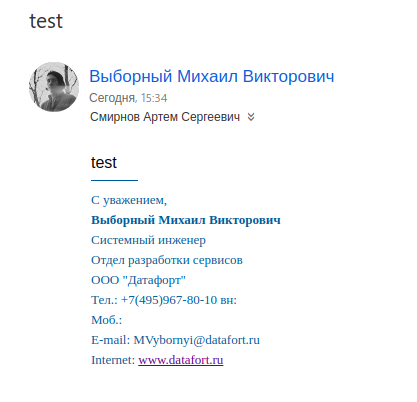 test
Выборный Михаил Викторович
Сегодня, 15:34
Смирнов Артем Сергеевич
test
С уважением,
Выборный Михаил Викторович
Системный инженер
Отдел разработки сервисов
ООО "Датафорт"
Тел.: +7(495)967-80-10 вн:
Моб.:
E-mail: MVybornyi@datafort.ru
Internet: www.datafort.ru